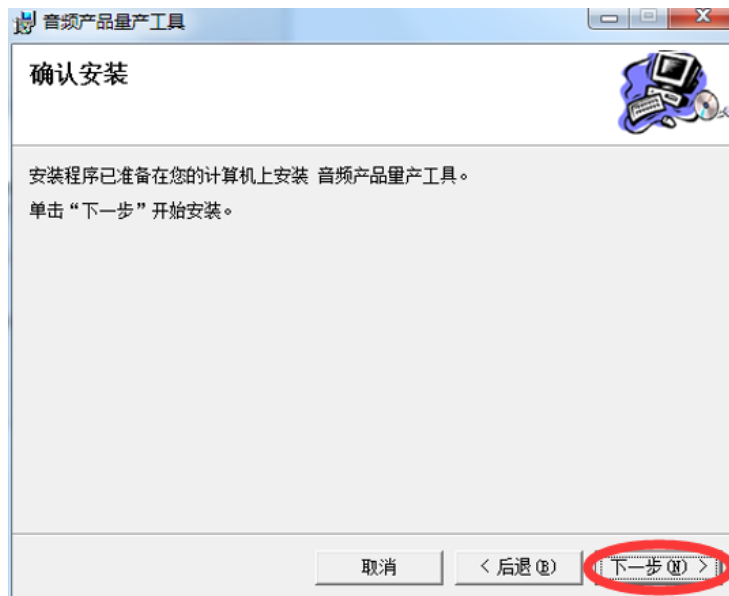 音频产品量产工具
确认安装
安装程序已准备在您的计算机上安装 音频产品量产工具。
单击“下一步”开始安装。
取消
< 后退(B)
下一步(N) >